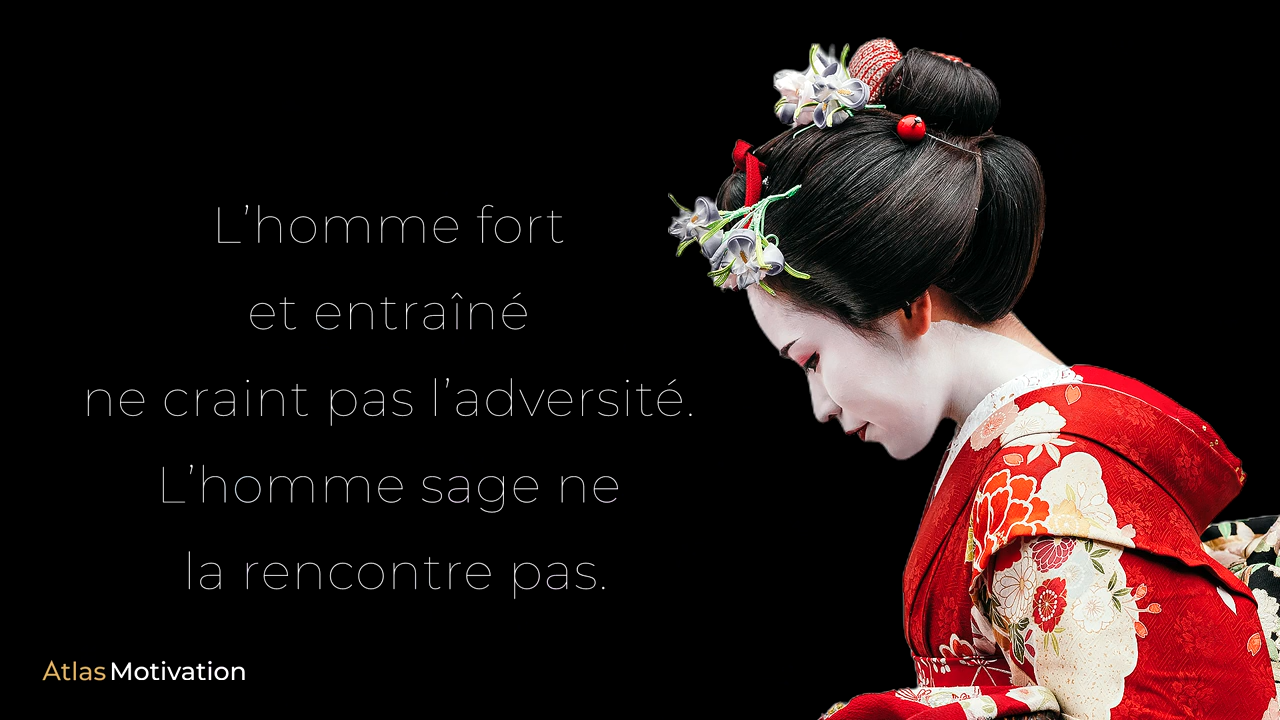 L’homme fort
et entraîné
ne craint pas l’adversité.
L’homme sage ne
la rencontre pas.
Atlas Motivation